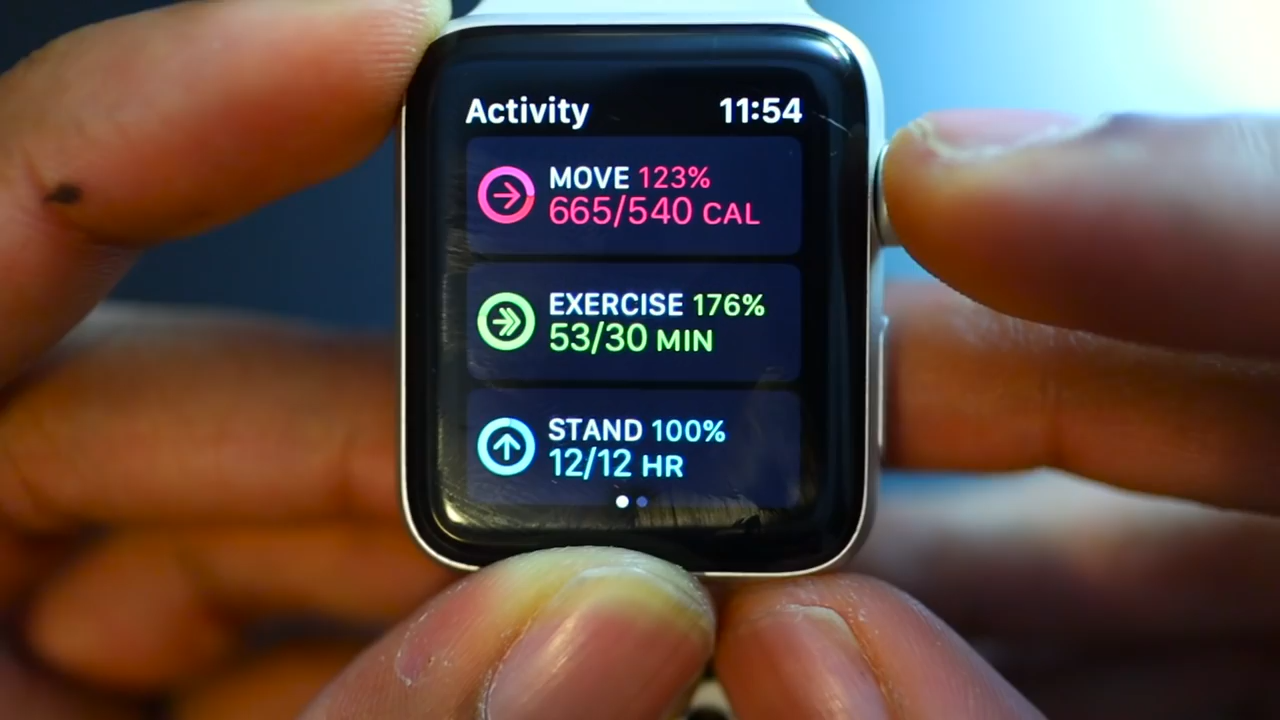 Activity 11:54
MOVE 123%
665/540 CAL
EXERCISE 176%
53/30 MIN
STAND 100%
12/12 HR